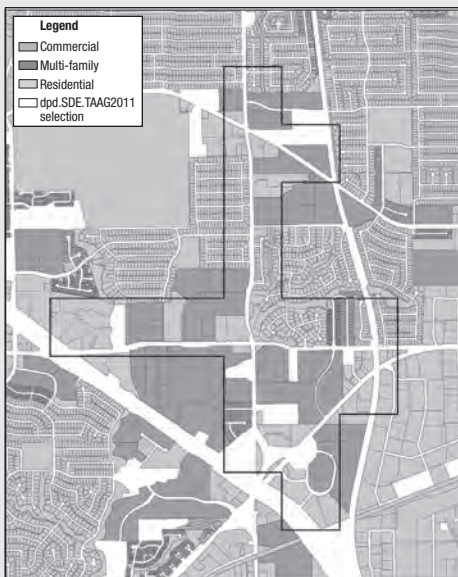 Legend
Commercial
Multi-family
Residential
dpd.SDE.TAAG2011
selection